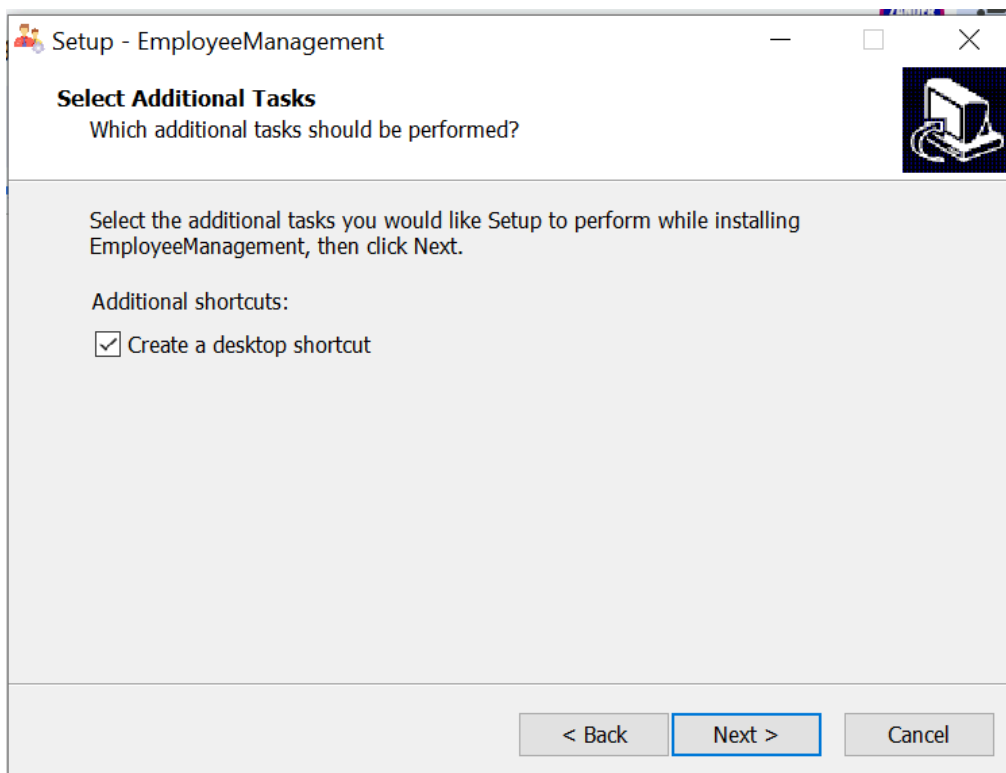 Setup - EmployeeManagement
Select Additional Tasks
Which additional tasks should be performed?
Select the additional tasks you would like Setup to perform while installing
EmployeeManagement, then click Next.
Additional shortcuts:
Create a desktop shortcut
< Back
Next >
Cancel